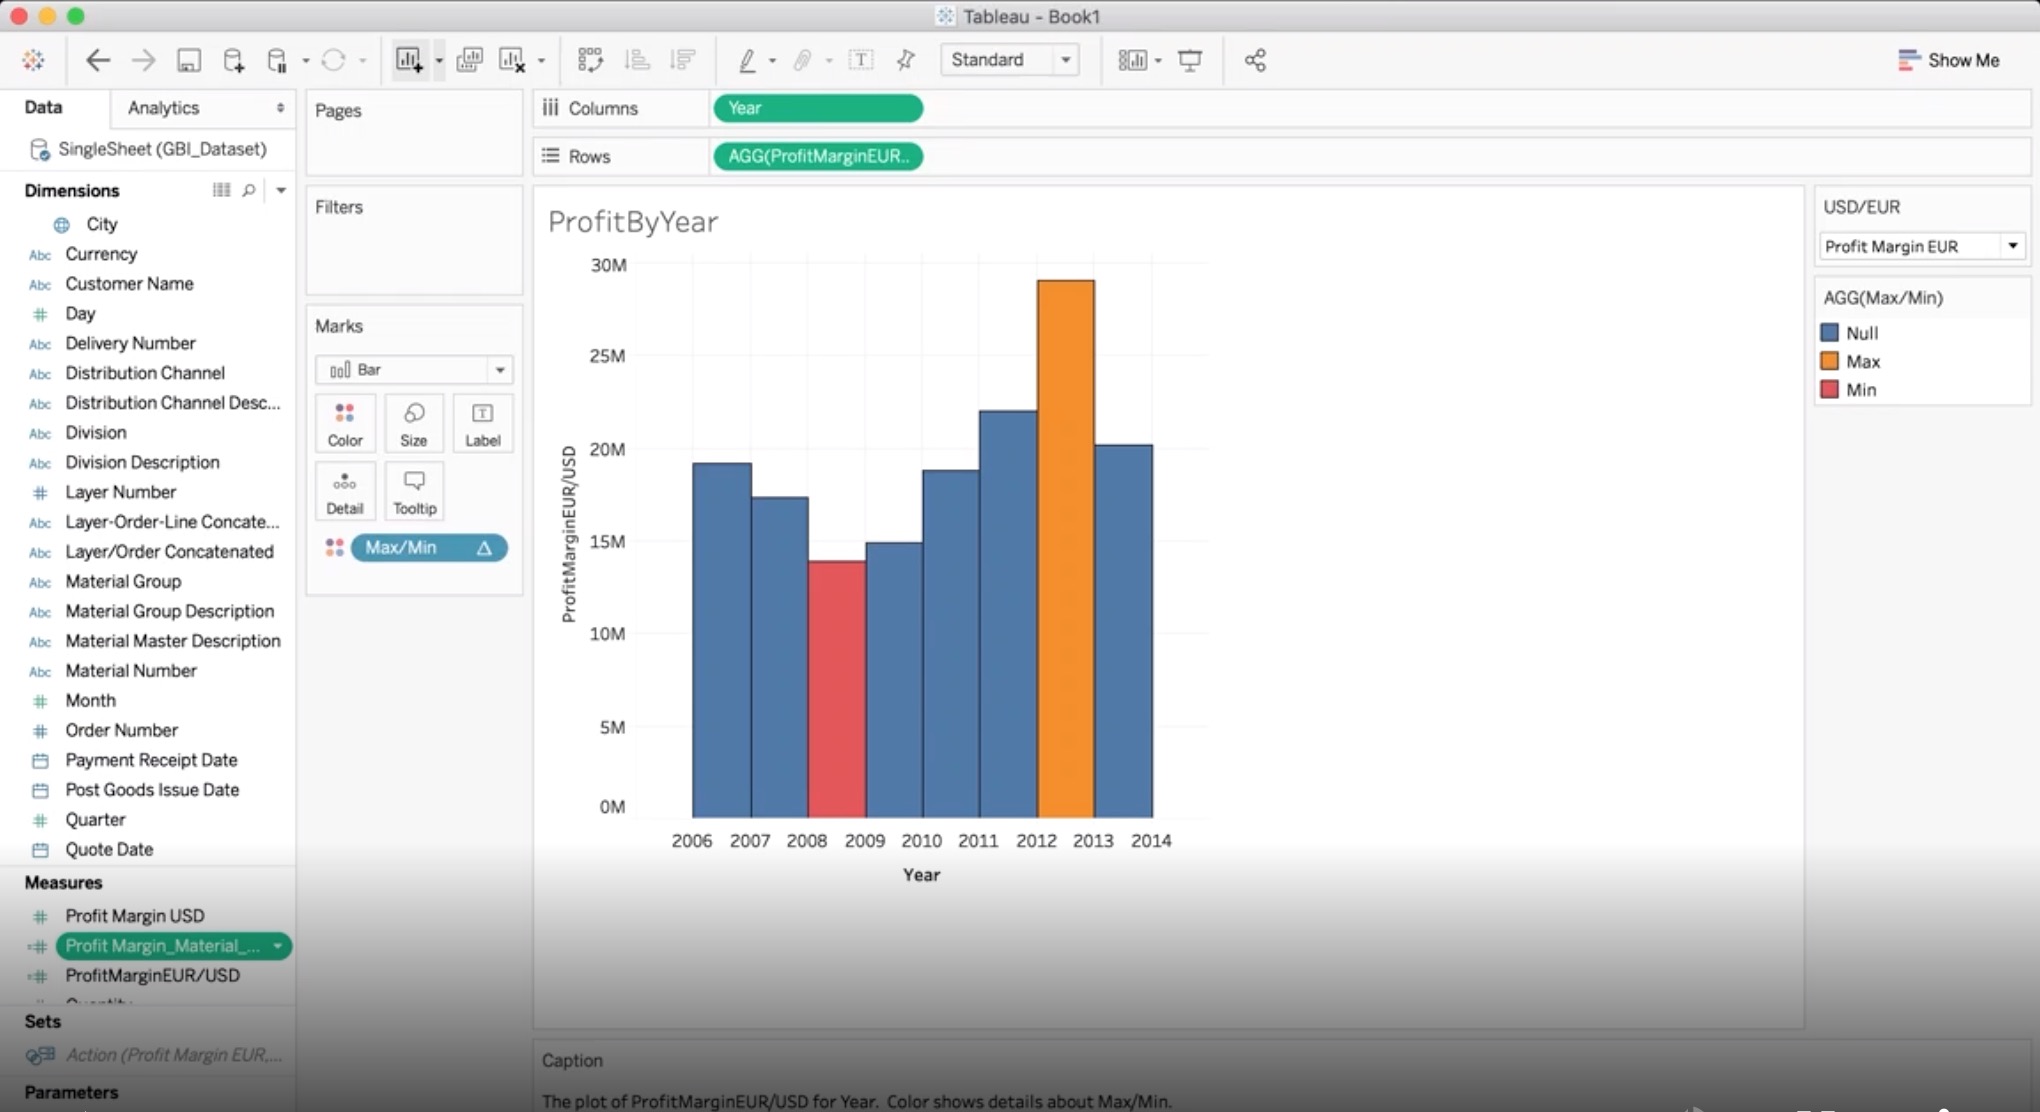 Tableau - Book1
Standard
Show Me
Data
Analytics
SingleSheet (GBI_Dataset)
Dimensions
City
Abc Currency
Abc Customer Name
# Day
Abc Delivery Number
Abc Distribution Channel
Abc Distribution Channel Desc...
Abc Division
Abc Division Description
# Layer Number
Abc Layer-Order-Line Concate...
Abc Layer/Order Concatenated
Abc Material Group
Abc Material Group Description
Abc Material Master Description
Abc Material Number
# Month
# Order Number
Payment Receipt Date
Post Goods Issue Date
# Quarter
Quote Date
Measures
# Profit Margin USD
=# Profit Margin_Material_...
=# ProfitMarginEUR/USD
# Quantity
Sets
Action (Profit Margin EUR,...
Parameters
Pages
Filters
Marks
Bar
Color
Size
T
Label
Detail
Tooltip
Max/Min
Columns
Year
Rows
AGG(ProfitMarginEUR..
ProfitByYear
30M
25M
20M
15M
10M
5M
0M
ProfitMarginEUR/USD
2006 2007 2008 2009 2010 2011 2012 2013 2014
Year
USD/EUR
Profit Margin EUR
AGG(Max/Min)
Null
Max
Min
Caption
The plot of ProfitMarginEUR/USD for Year. Color shows details about Max/Min.